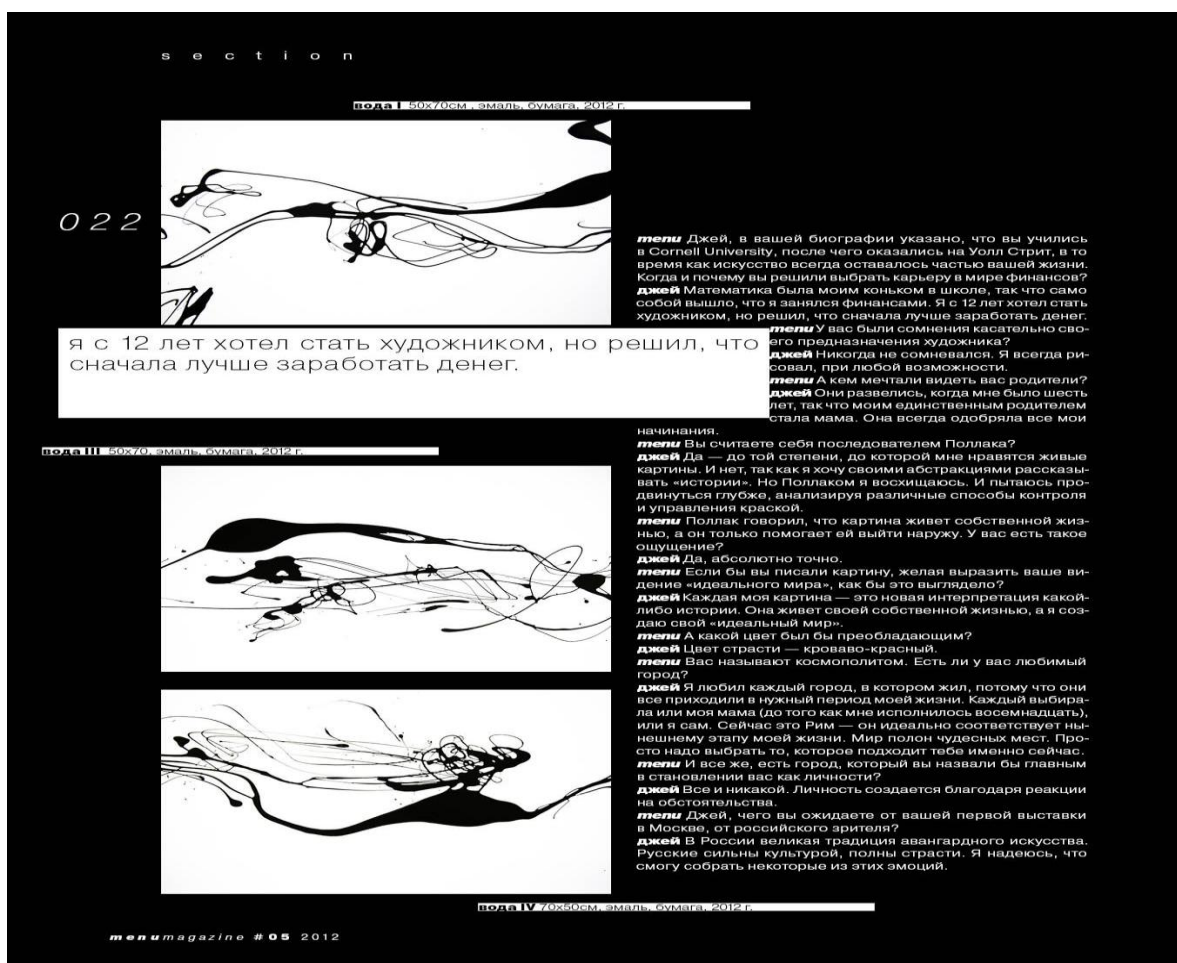 section
вода I 50х70см , эмаль, бумага, 2012 г.
022
я с 12 лет хотел стать художником, но решил, что
сначала лучше заработать денег.
вода III 50х70, эмаль, бумага, 2012 г.
вода IV 70х50см, эмаль, бумага, 2012 г.
menu Джей, в вашей биографии указано, что вы учились
в Cornell University, после чего оказались на Уолл Стрит, в то
время как искусство всегда оставалось частью вашей жизни.
Когда и почему вы решили выбрать карьеру в мире финансов?
джей Математика была моим коньком в школе, так что само
собой вышло, что я занялся финансами. Я с 12 лет хотел стать
художником, но решил, что сначала лучше заработать денег.
menu У вас были сомнения касательно сво-
его предназначения художника?
джей Никогда не сомневался. Я всегда ри-
совал, при любой возможности.
menu А кем мечтали видеть вас родители?
джей Они развелись, когда мне было шесть
лет, так что моим единственным родителем
стала мама. Она всегда одобряла все мои
начинания.
menu Вы считаете себя последователем Поллака?
джей Да — до той степени, до которой мне нравятся живые
картины. И нет, так как я хочу своими абстракциями рассказы-
вать «истории». Но Поллаком я восхищаюсь. И пытаюсь про-
двинуться глубже, анализируя различные способы контроля
и управления краской.
menu Поллак говорил, что картина живет собственной жиз-
нью, а он только помогает ей выйти наружу. У вас есть такое
ощущение?
джей Да, абсолютно точно.
menu Если бы вы писали картину, желая выразить ваше ви-
дение «идеального мира», как бы это выглядело?
джей Каждая моя картина — это новая интерпретация какой-
либо истории. Она живет своей собственной жизнью, а я соз-
даю свой «идеальный мир».
menu А какой цвет был бы преобладающим?
джей Цвет страсти — кроваво-красный.
menu Вас называют космополитом. Есть ли у вас любимый
город?
джей Я любил каждый город, в котором жил, потому что они
все приходили в нужный период моей жизни. Каждый выбира-
ла или моя мама (до того как мне исполнилось восемнадцать),
или я сам. Сейчас это Рим — он идеально соответствует ны-
нешнему этапу моей жизни. Мир полон чудесных мест. Про-
сто надо выбрать то, которое подходит тебе именно сейчас.
menu И все же, есть город, который вы назвали бы главным
в становлении вас как личности?
джей Все и никакой. Личность создается благодаря реакции
на обстоятельства.
menu Джей, чего вы ожидаете от вашей первой выставки
в Москве, от российского зрителя?
джей В России великая традиция авангардного искусства.
Русские сильны культурой, полны страсти. Я надеюсь, что
смогу собрать некоторые из этих эмоций.
menumagazine #05 2012